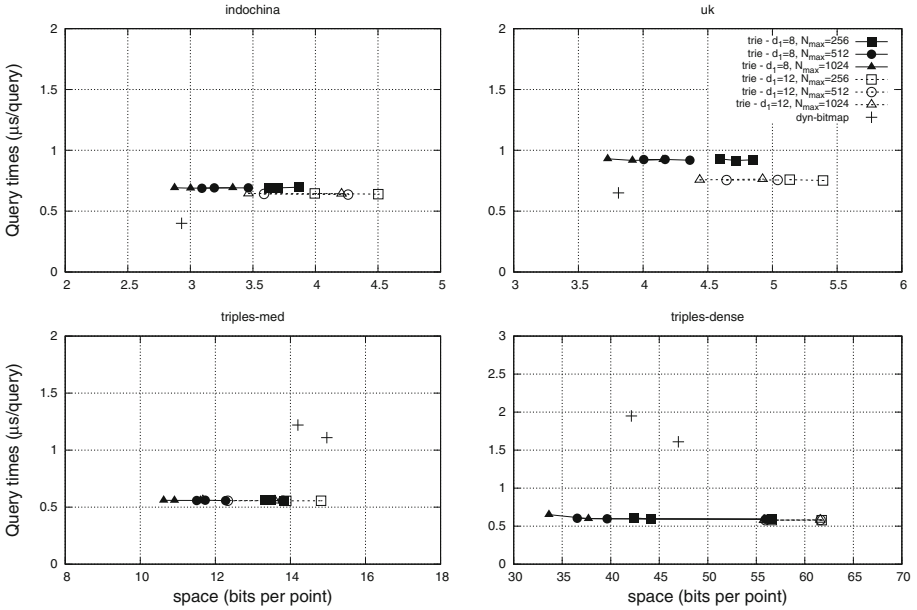 indochina
uk
2
1.5
1
0.5
0
2 2.5 3 3.5 4 4.5 5
Query times (μs/query)
2
1.5
1
0.5
0
3 3.5 4 4.5 5 5.5 6
trie - d1=8, Nmax=256
trie - d1=8, Nmax=512
trie - d1=8, Nmax=1024
trie - d1=12, Nmax=256
trie - d1=12, Nmax=512
trie - d1=12, Nmax=1024
dyn-bitmap
triples-med
triples-dense
2
1.5
1
0.5
0
8 10 12 14 16 18
Query times (μs/query)
space (bits per point)
3
2.5
2
1.5
1
0.5
0
30 35 40 45 50 55 60 65 70
space (bits per point)